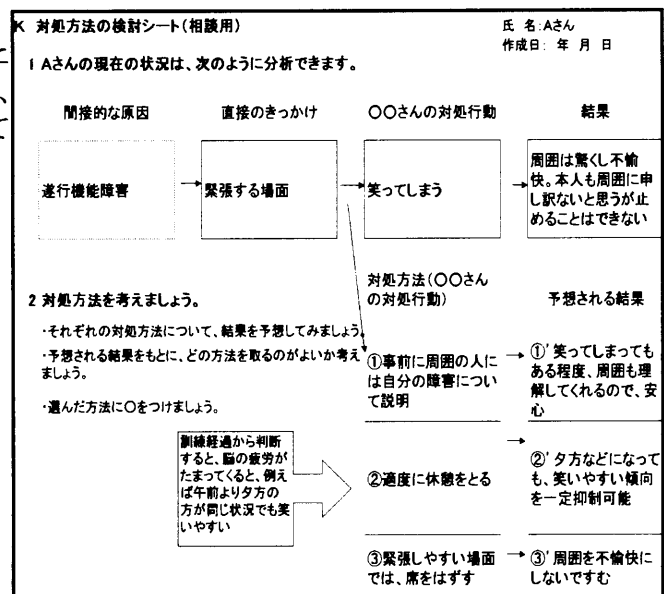 K 対処方法の検討シート(相談用)
氏 名:Aさん
作成日: 年 月 日
1 Aさんの現在の状況は、次のように分析できます。
間接的な原因
直接のきっかけ
〇〇さんの対処行動
結果
遂行機能障害
緊張する場面
笑ってしまう
周囲は驚くし不愉
快。本人も周囲に申
し訳ないと思うが止
めることはできない
2 対処方法を考えましょう。
・それぞれの対処方法について、結果を予想してみましょう。
・予想される結果をもとに、どの方法を取るのがよいか考え
ましょう。
・選んだ方法に〇をつけましょう。
対処方法(〇〇さん
の対処行動)
予想される結果
①事前に周囲の人に
は自分の障害につい
て説明
①’笑ってしまっても
ある程度、周囲も理
解してくれるので、安
心
訓練経過から判断
すると、脳の疲労が
たまってくると、例え
ば午前より夕方の
方が同じ状況でも笑
いやすい
②適度に休憩をとる
②’夕方などになって
も、笑いやすい傾向
を一定抑制可能
③緊張しやすい場面
では、席をはずす
③’周囲を不愉快に
しないですむ